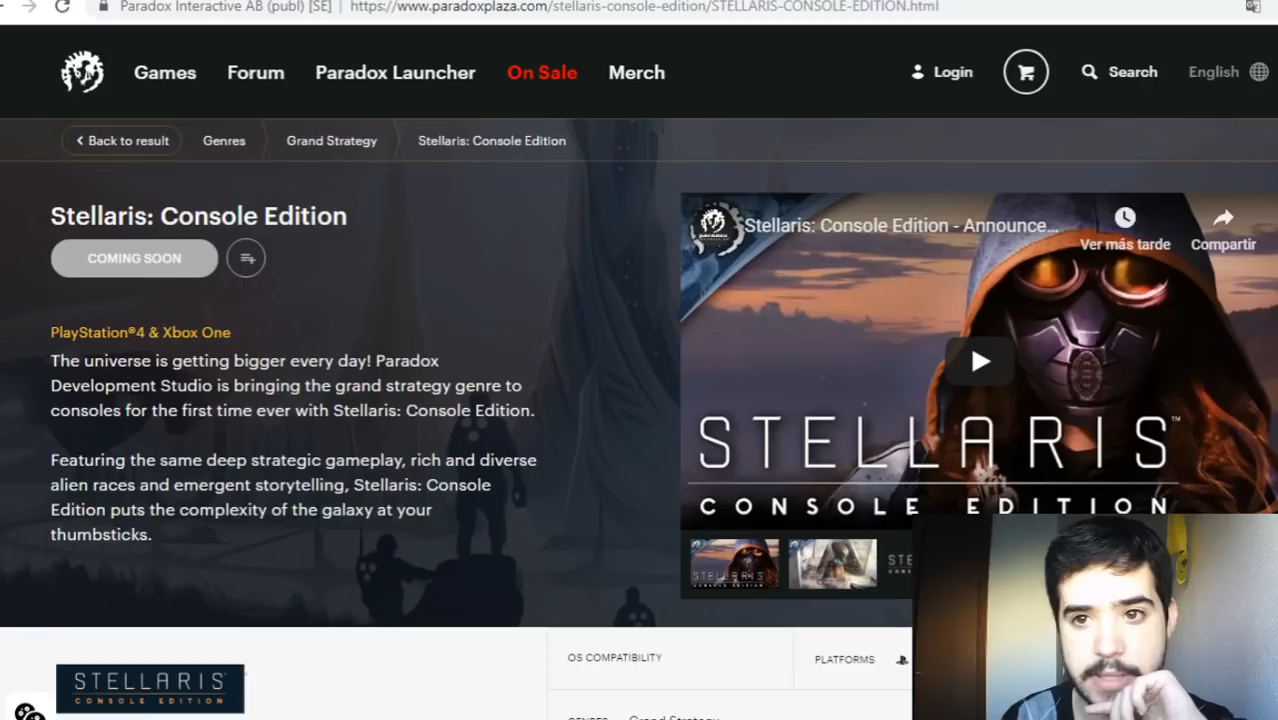 Paradox Interactive AB (publ) [SE] | https://www.paradoxplaza.com/stellaris-console-edition/STELLARIS-CONSOLE-EDITION.html
Games Forum Paradox Launcher On Sale Merch Login Search English
Back to result Genres Grand Strategy Stellaris: Console Edition
Stellaris: Console Edition
COMING SOON
PlayStation®4 & Xbox One
The universe is getting bigger every day! Paradox
Development Studio is bringing the grand strategy genre to
consoles for the first time ever with Stellaris: Console Edition.
Featuring the same deep strategic gameplay, rich and diverse
alien races and emergent storytelling, Stellaris: Console
Edition puts the complexity of the galaxy at your
thumbsticks.
Stellaris: Console Edition - Announce...
Ver más tarde Compartir
STELLARIS™
CONSOLE EDITION
STELLARIS
CONSOLE EDITION
OS COMPATIBILITY
PLATFORMS
Grand Strategy